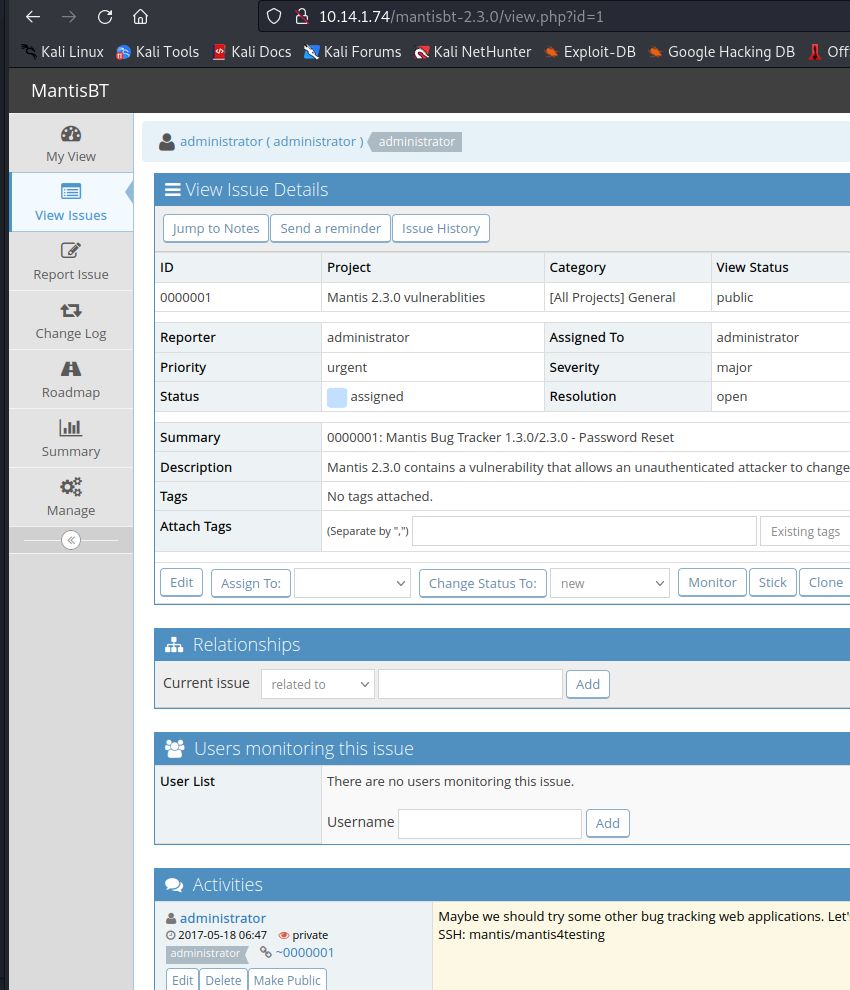 10.14.1.74/mantisbt-2.3.0/view.php?id=1
Kali Linux Kali Tools Kali Docs Kali Forums Kali NetHunter Exploit-DB Google Hacking DB Off
MantisBT
My View
View Issues
Report Issue
Change Log
Roadmap
Summary
Manage
administrator ( administrator ) administrator
View Issue Details
Jump to Notes Send a reminder Issue History
ID Project Category View Status
0000001 Mantis 2.3.0 vulnerablities [All Projects] General public
Reporter administrator Assigned To administrator
Priority urgent Severity major
Status assigned Resolution open
Summary 0000001: Mantis Bug Tracker 1.3.0/2.3.0 - Password Reset
Description Mantis 2.3.0 contains a vulnerability that allows an unauthenticated attacker to change
Tags No tags attached.
Attach Tags (Separate by ",") Existing tags
Edit Assign To: Change Status To: new Monitor Stick Clone
Relationships
Current issue related to Add
Users monitoring this issue
User List There are no users monitoring this issue.
Username Add
Activities
administrator
2017-05-18 06:47 private
administrator ~0000001
Edit Delete Make Public
Maybe we should try some other bug tracking web applications. Let'
SSH: mantis/mantis4testing